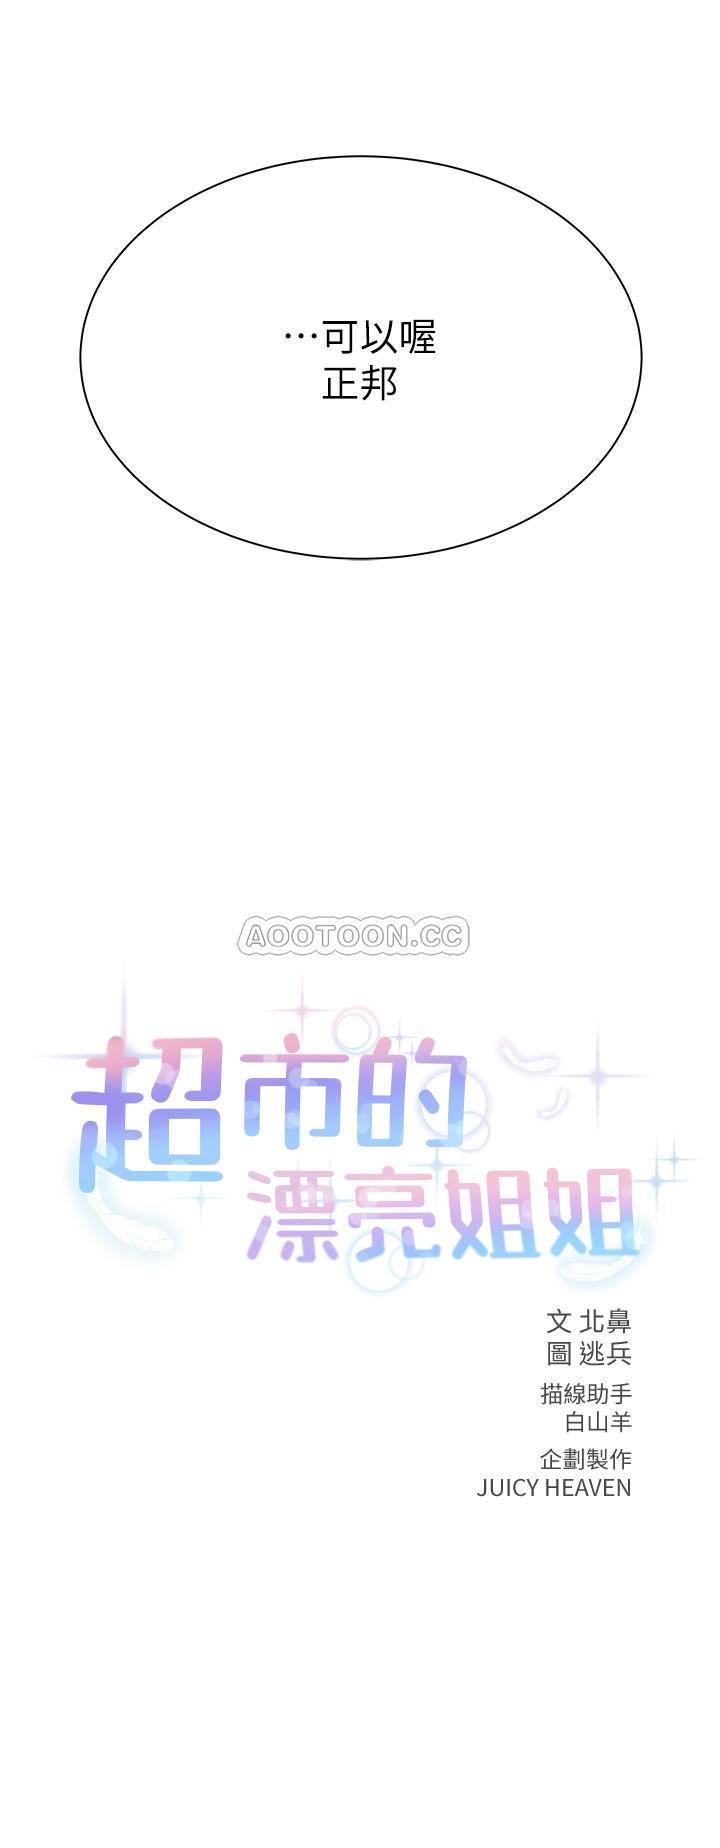 …可以喔
正邦
AOOTOON.CC
超市的
漂亮姐姐
文 北鼻
圖 逃兵
描線助手
白山羊
企劃製作
JUICY HEAVEN